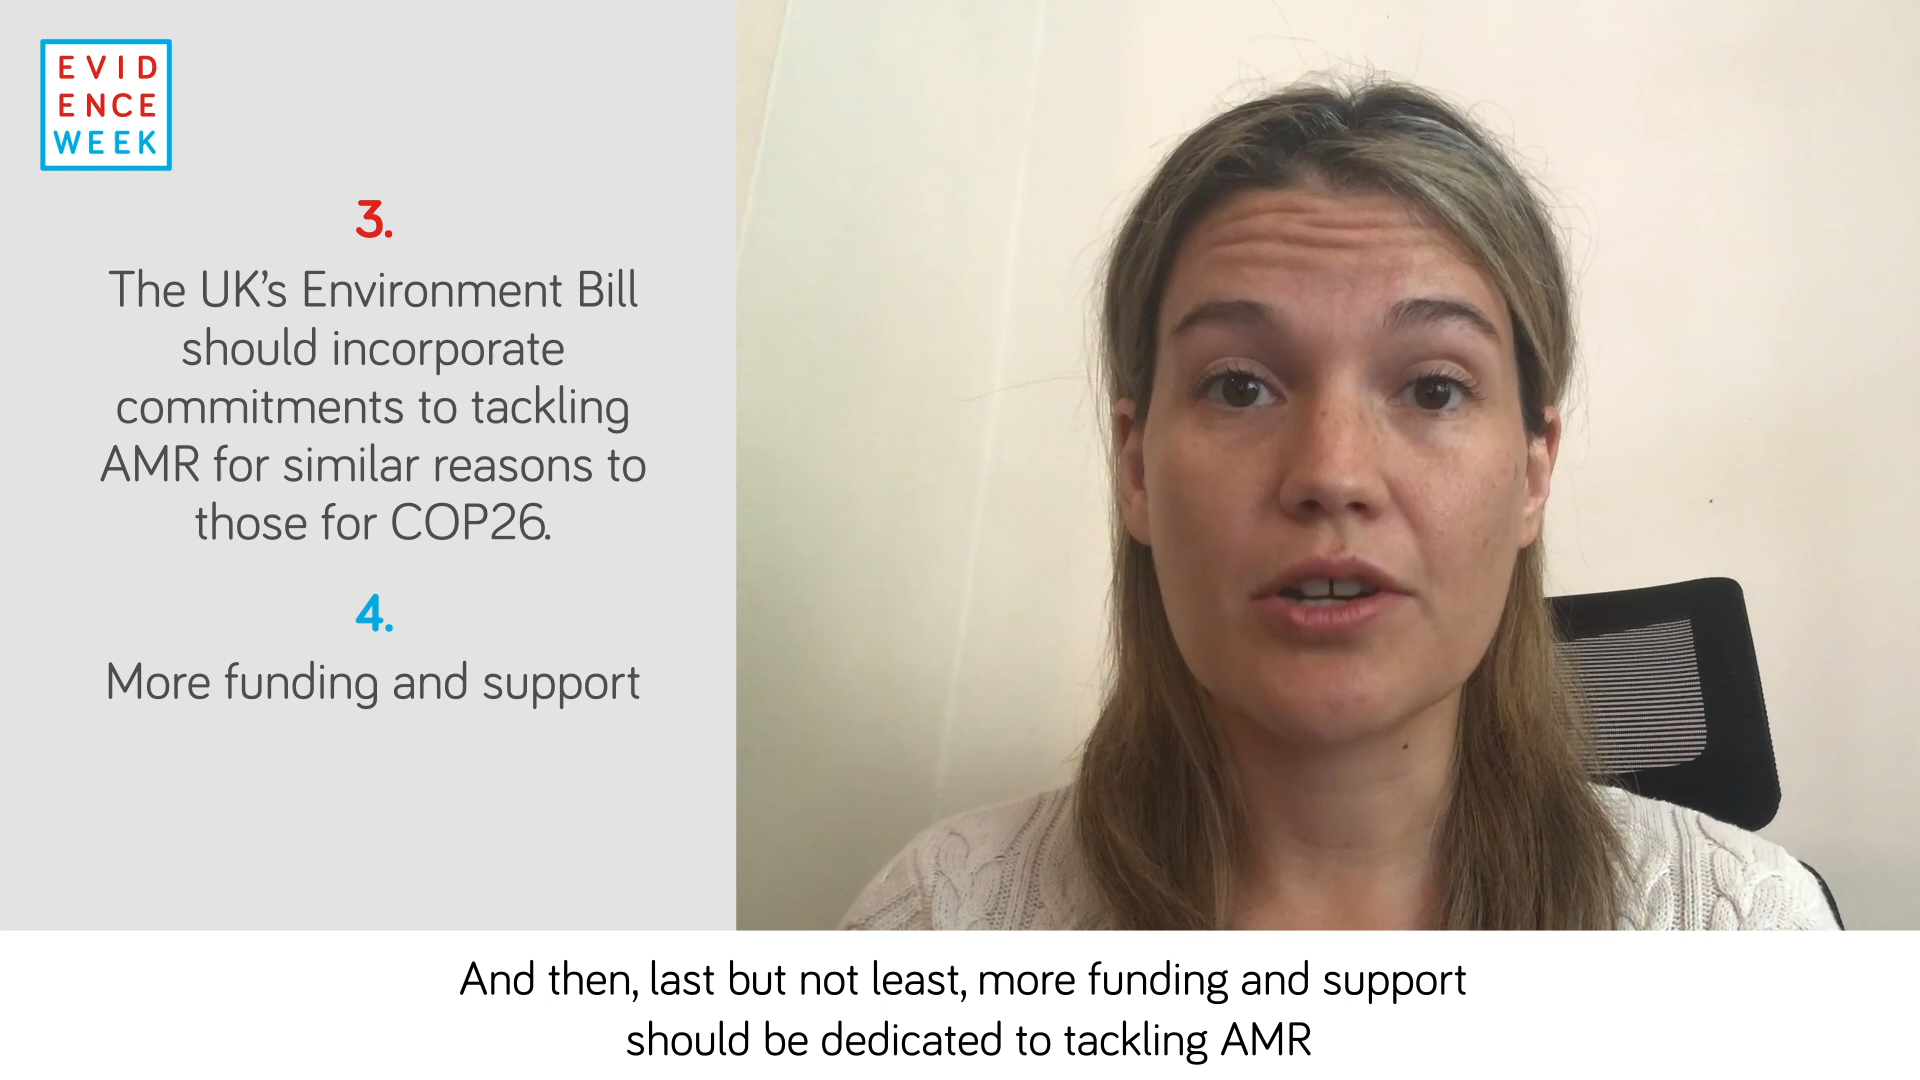 EVID
ENCE
WEEK
3.
The UK’s Environment Bill
should incorporate
commitments to tackling
AMR for similar reasons to
those for COP26.
4.
More funding and support
And then, last but not least, more funding and support
should be dedicated to tackling AMR